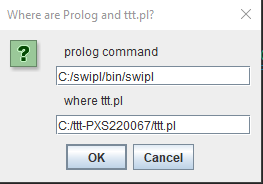 Where are Prolog and ttt.pl?
prolog command
C:/swipl/bin/swipl
where ttt.pl
C:/ttt-PXS220067/ttt.pl
OK Cancel